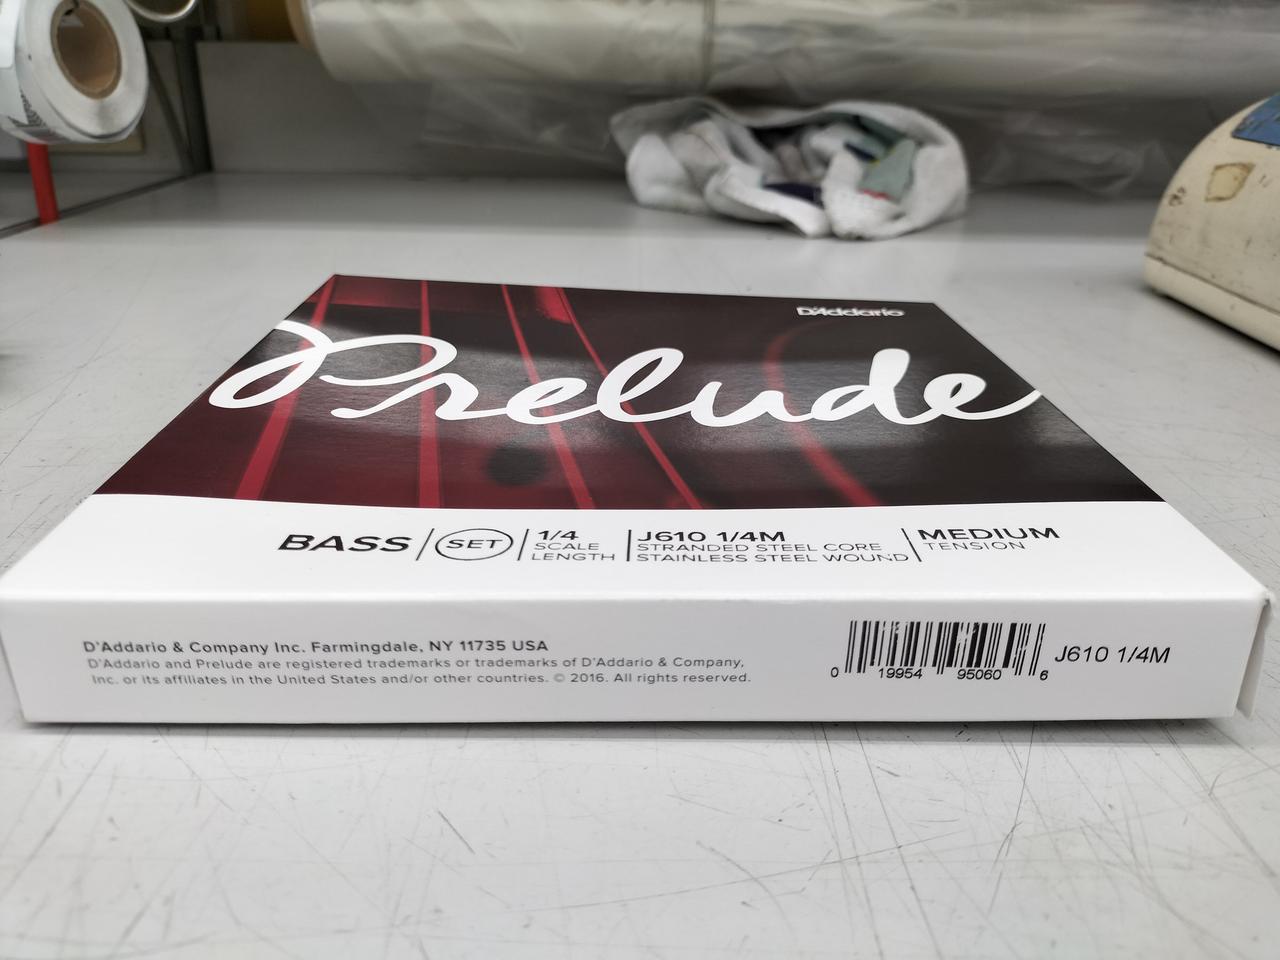 D'Addario
Prelude
BASS SET 1/4 SCALE LENGTH J610 1/4M STRANDED STEEL CORE STAINLESS STEEL WOUND MEDIUM TENSION
D'Addario & Company Inc. Farmingdale, NY 11735 USA
D'Addario and Prelude are registered trademarks or trademarks of D'Addario & Company,
Inc. or its affiliates in the United States and/or other countries. © 2016. All rights reserved.
0 19954 95060 6
J610 1/4M